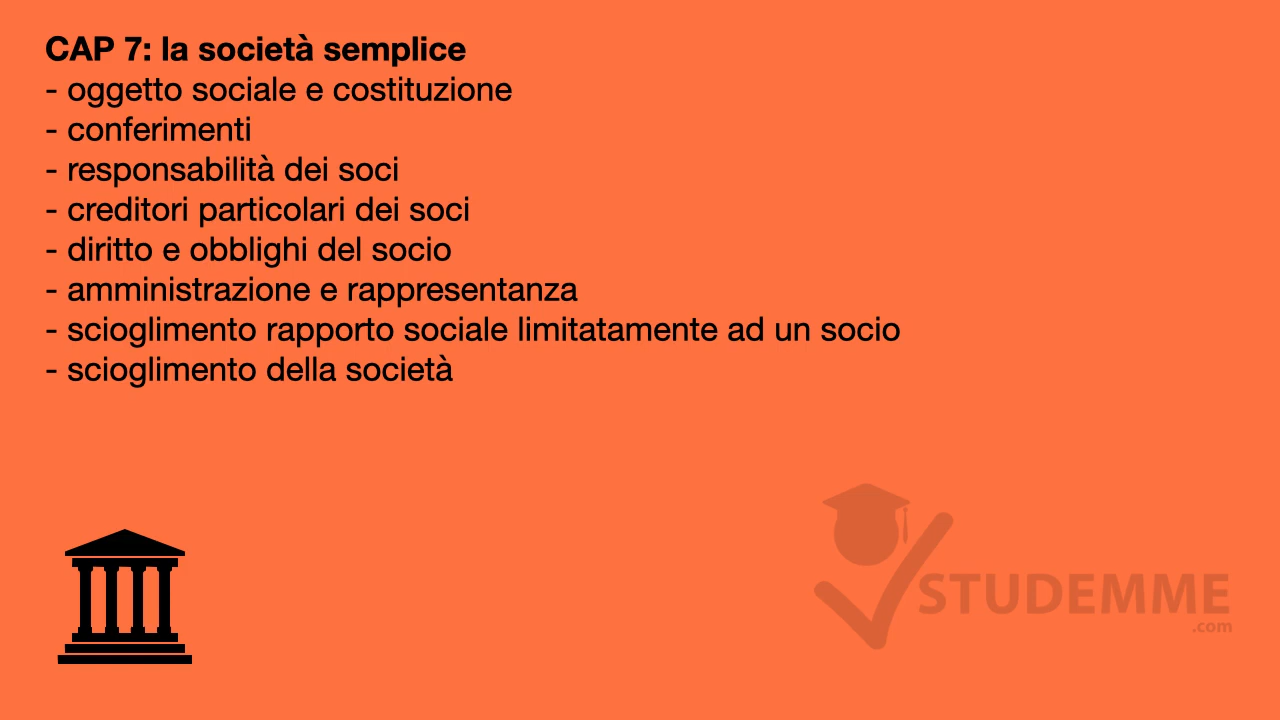 CAP 7: la società semplice
- oggetto sociale e costituzione
- conferimenti
- responsabilità dei soci
- creditori particolari dei soci
- diritto e obblighi del socio
- amministrazione e rappresentanza
- scioglimento rapporto sociale limitatamente ad un socio
- scioglimento della società
STUDEMME
.com